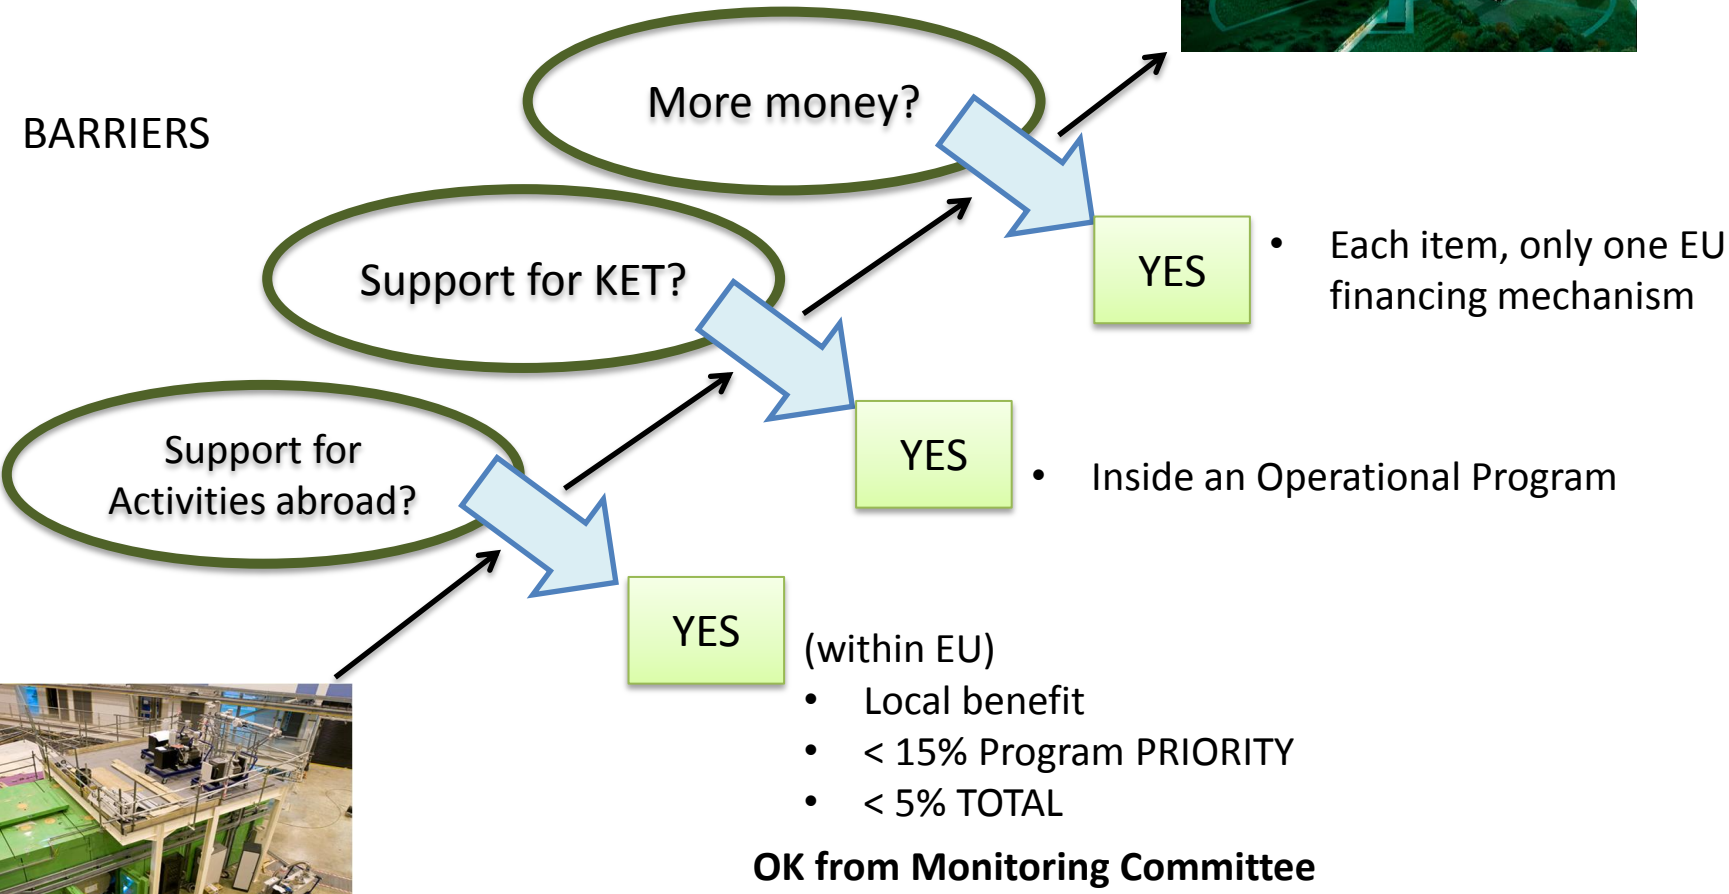 More money?
BARRIERS
YES
• Each item, only one EU
financing mechanism
Support for KET?
YES
• Inside an Operational Program
Support for
Activities abroad?
YES
(within EU)
• Local benefit
• < 15% Program PRIORITY
• < 5% TOTAL
OK from Monitoring Committee